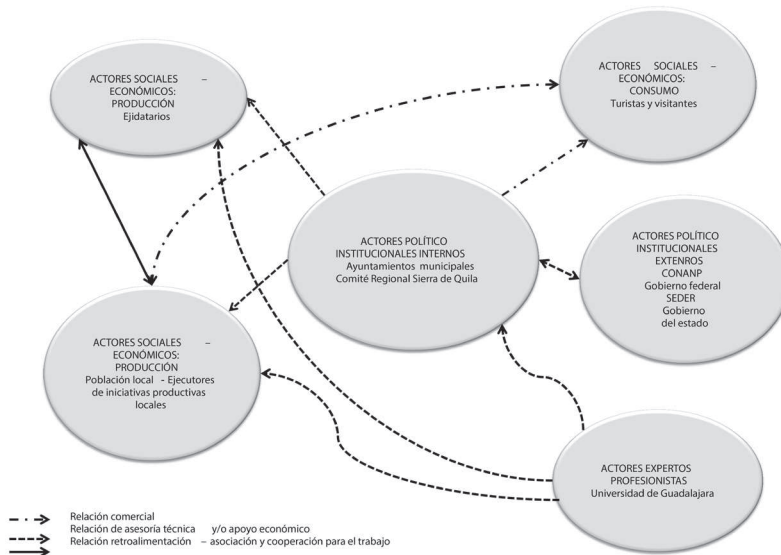 ACTORES SOCIALES –
ECONÓMICOS:
PRODUCCIÓN
Ejidatarios
ACTORES SOCIALES –
ECONÓMICOS:
CONSUMO
Turistas y visitantes
ACTORES POLÍTICO
INSTITUCIONALES INTERNOS
Ayuntamientos municipales
Comité Regional Sierra de Quila
ACTORES POLÍTICO
INSTITUCIONALES
EXTENROS
CONANP
Gobierno federal
SEDER
Gobierno
del estado
ACTORES SOCIALES –
ECONÓMICOS:
PRODUCCIÓN
Población local - Ejecutores
de iniciativas productivas
locales
ACTORES EXPERTOS
PROFESIONISTAS
Universidad de Guadalajara
Relación comercial
Relación de asesoría técnica y/o apoyo económico
Relación retroalimentación – asociación y cooperación para el trabajo